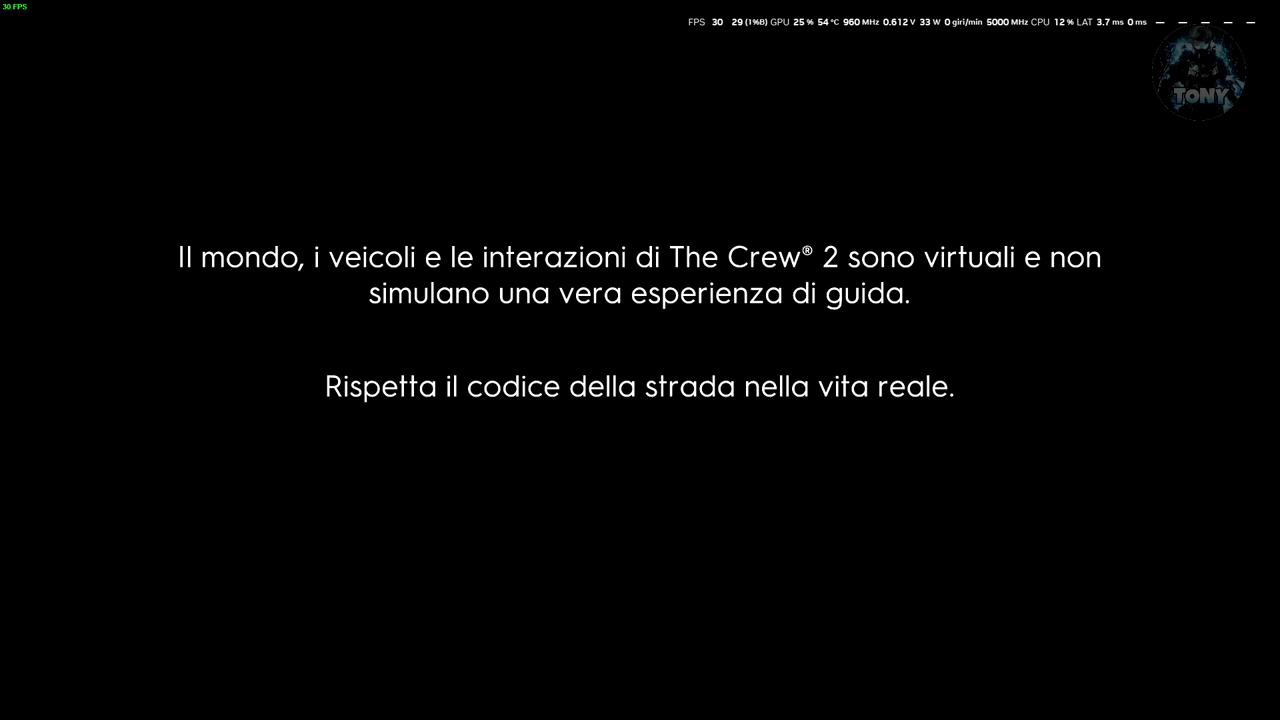 30 FPS
FPS 30 29 (1%B) GPU 25 % 54 °C 960 MHz 0.612 V 33 W 0 giri/min 5000 MHz CPU 12 % LAT 3.7 ms 0 ms — — — — —
TONY
Il mondo, i veicoli e le interazioni di The Crew® 2 sono virtuali e non
simulano una vera esperienza di guida.
Rispetta il codice della strada nella vita reale.